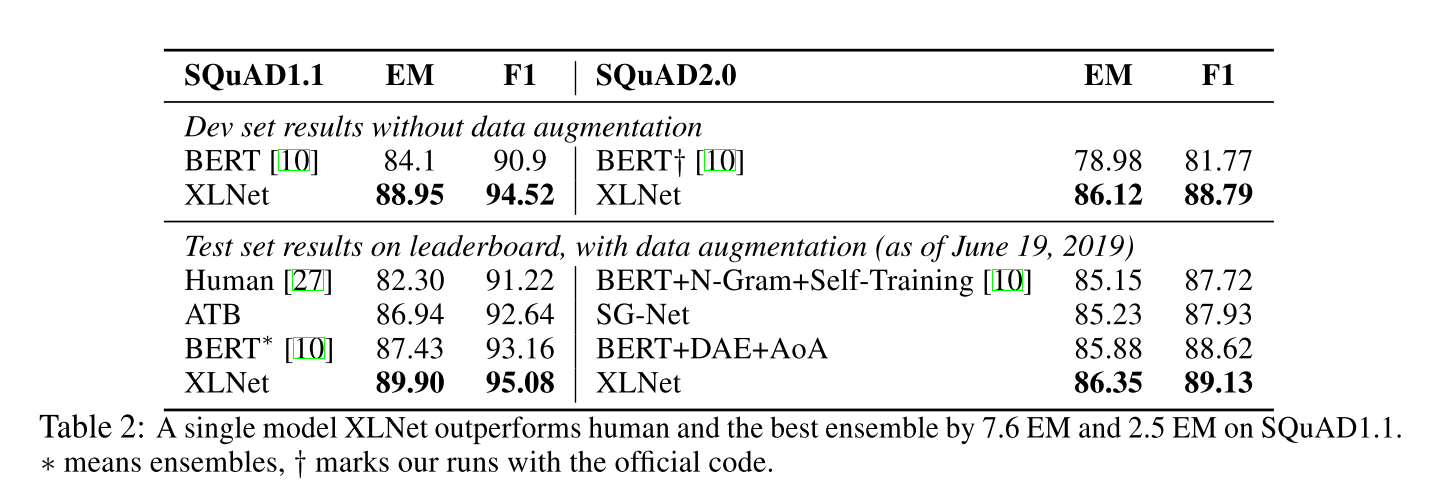 SQuAD1.1 EM F1 SQuAD2.0 EM F1
Dev set results without data augmentation
BERT [10] 84.1 90.9 BERT† [10] 78.98 81.77
XLNet 88.95 94.52 XLNet 86.12 88.79
Test set results on leaderboard, with data augmentation (as of June 19, 2019)
Human [27] 82.30 91.22 BERT+N-Gram+Self-Training [10] 85.15 87.72
ATB 86.94 92.64 SG-Net 85.23 87.93
BERT* [10] 87.43 93.16 BERT+DAE+AoA 85.88 88.62
XLNet 89.90 95.08 XLNet 86.35 89.13
Table 2: A single model XLNet outperforms human and the best ensemble by 7.6 EM and 2.5 EM on SQuAD1.1.
∗ means ensembles, † marks our runs with the official code.